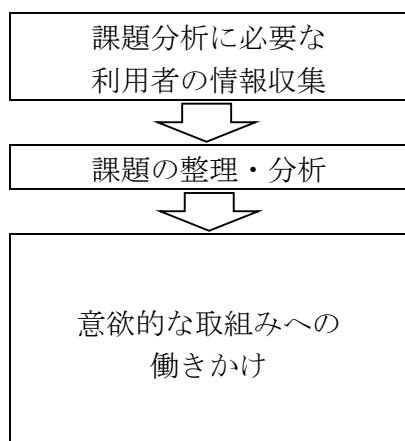 課題分析に必要な
利用者の情報収集
課題の整理・分析
意欲的な取組みへの
働きかけ